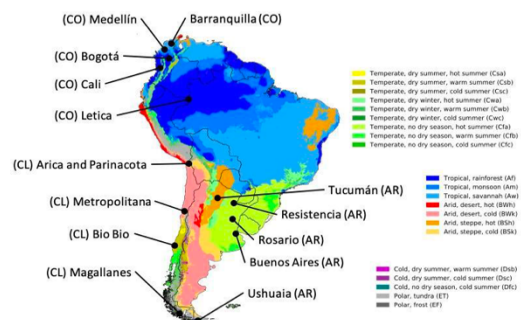 (CO) Medellín
Barranquilla (CO)
(CO) Bogotá
(CO) Cali
(CO) Letica
(CL) Arica and Parinacota
(CL) Metropolitana
(CL) Bio Bio
(CL) Magallanes
Ushuaia (AR)
Tucumán (AR)
Resistencia (AR)
Rosario (AR)
Buenos Aires (AR)
Temperate, dry summer, hot summer (Csa)
Temperate, dry summer, warm summer (Csb)
Temperate, dry summer, cold summer (Csc)
Temperate, dry winter, hot summer (Cwa)
Temperate, dry winter, warm summer (Cwb)
Temperate, dry winter, cold summer (Cwc)
Temperate, no dry season, hot summer (Cfa)
Temperate, no dry season, warm summer (Cfb)
Temperate, no dry season, cold summer (Cfc)
Tropical, rainforest (Af)
Tropical, monsoon (Am)
Tropical, savannah (Aw)
Arid, desert, hot (BWh)
Arid, desert, cold (BWk)
Arid, steppe, hot (BSh)
Arid, steppe, cold (BSk)
Cold, dry summer, warm summer (Dsb)
Cold, dry summer, cold summer (Dsc)
Cold, no dry season, cold summer (Dfc)
Polar, tundra (ET)
Polar, frost (EF)